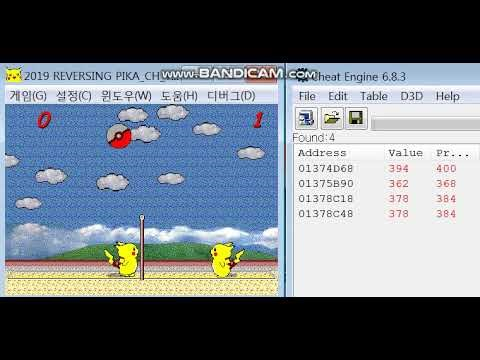 2019 REVERSING PIKA_CH
www.BANDICAM.com
게임(G) 설정(C) 윈도우(W) 도움(H) 디버그(D)
0 1
Cheat Engine 6.8.3
File Edit Table D3D Help
Found:4
Address Value Pr...
01374D68 394 400
01375B90 362 368
01378C18 378 384
01378C48 378 384